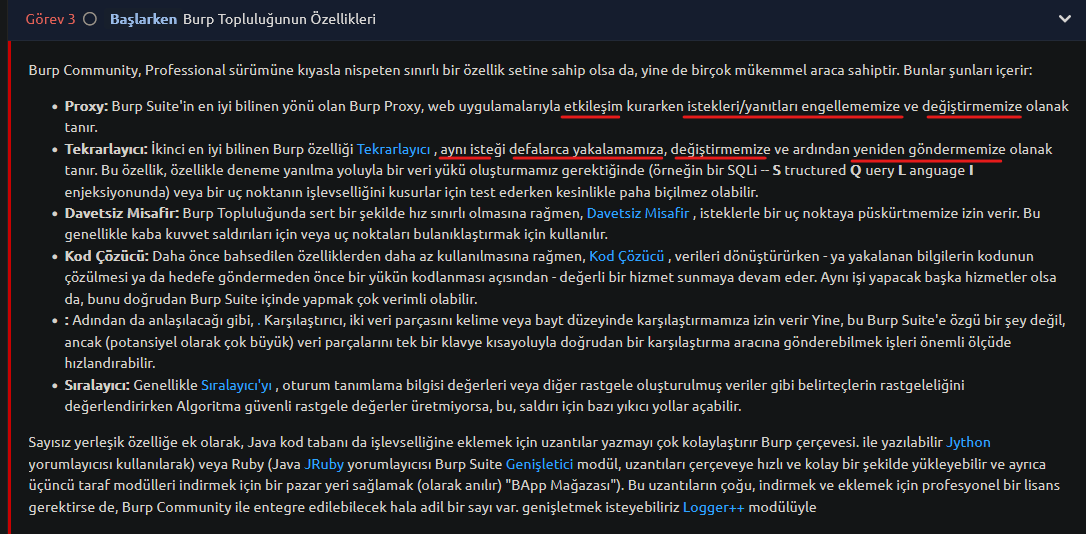 Görev 3 Başlarken Burp Topluluğunun Özellikleri
Burp Community, Professional sürümüne kıyasla nispeten sınırlı bir özellik setine sahip olsa da, yine de birçok mükemmel araca sahiptir. Bunlar şunları içerir:
• Proxy: Burp Suite'in en iyi bilinen yönü olan Burp Proxy, web uygulamalarıyla etkileşim kurarken istekleri/yanıtları engellememize ve değiştirmemize olanak
tanır.
• Tekrarlayıcı: İkinci en iyi bilinen Burp özelliği Tekrarlayıcı , aynı isteği defalarca yakalamamıza, değiştirmemize ve ardından yeniden göndermemize olanak
tanır. Bu özellik, özellikle deneme yanılma yoluyla bir veri yükü oluşturmamız gerektiğinde (örneğin bir SQLi -- S tructured Q uery L anguage I
enjeksiyonunda) veya bir uç noktanın işlevselliğini kusurlar için test ederken kesinlikle paha biçilmez olabilir.
• Davetsiz Misafir: Burp Topluluğunda sert bir şekilde hız sınırlı olmasına rağmen, Davetsiz Misafir , isteklerle bir uç noktaya püskürtmemize izin verir. Bu
genellikle kaba kuvvet saldırıları için veya uç noktaları bulanıklaştırmak için kullanılır.
• Kod Çözücü: Daha önce bahsedilen özelliklerden daha az kullanılmasına rağmen, Kod Çözücü , verileri dönüştürürken - ya yakalanan bilgilerin kodunun
çözülmesi ya da hedefe göndermeden önce bir yükün kodlanması açısından - değerli bir hizmet sunmaya devam eder. Aynı işi yapacak başka hizmetler olsa
da, bunu doğrudan Burp Suite içinde yapmak çok verimli olabilir.
• : Adından da anlaşılacağı gibi, . Karşılaştırıcı, iki veri parçasını kelime veya bayt düzeyinde karşılaştırmamıza izin verir Yine, bu Burp Suite'e özgü bir şey değil,
ancak (potansiyel olarak çok büyük) veri parçalarını tek bir klavye kısayoluyla doğrudan bir karşılaştırma aracına gönderebilmek işleri önemli ölçüde
hızlandırabilir.
• Sıralayıcı: Genellikle Sıralayıcı'yı , oturum tanımlama bilgisi değerleri veya diğer rastgele oluşturulmuş veriler gibi belirteçlerin rastgeleliğini
değerlendirirken Algoritma güvenli rastgele değerler üretmiyorsa, bu, saldırı için bazı yıkıcı yollar açabilir.
Sayısız yerleşik özelliğe ek olarak, Java kod tabanı da işlevselliğine eklemek için uzantılar yazmayı çok kolaylaştırır Burp çerçevesi. ile yazılabilir Jython
yorumlayıcısı kullanılarak) veya Ruby (Java JRuby yorumlayıcısı Burp Suite Genişletici modül, uzantıları çerçeveye hızlı ve kolay bir şekilde yükleyebilir ve ayrıca
üçüncü taraf modülleri indirmek için bir pazar yeri sağlamak (olarak anılır) "BApp Mağazası"). Bu uzantıların çoğu, indirmek ve eklemek için profesyonel bir lisans
gerektirse de, Burp Community ile entegre edilebilecek hala adil bir sayı var. genişletmek isteyebiliriz Logger++ modülüyle